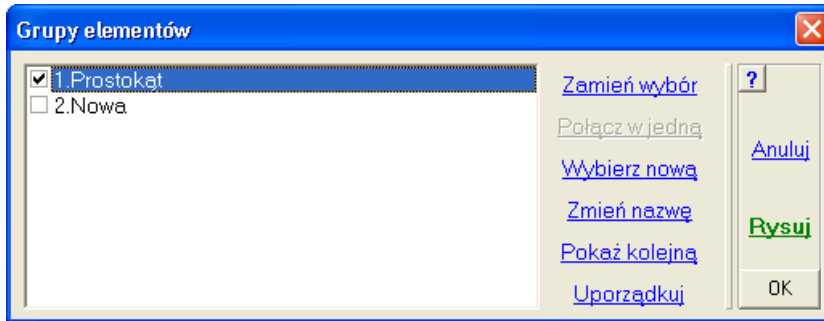 Grupy elementów
1.Prostokąt
2.Nowa
Zamień wybór
Połącz w jedną
Wybierz nową
Zmień nazwę
Pokaż kolejną
Uporządkuj
?
Anuluj
Rysuj
OK